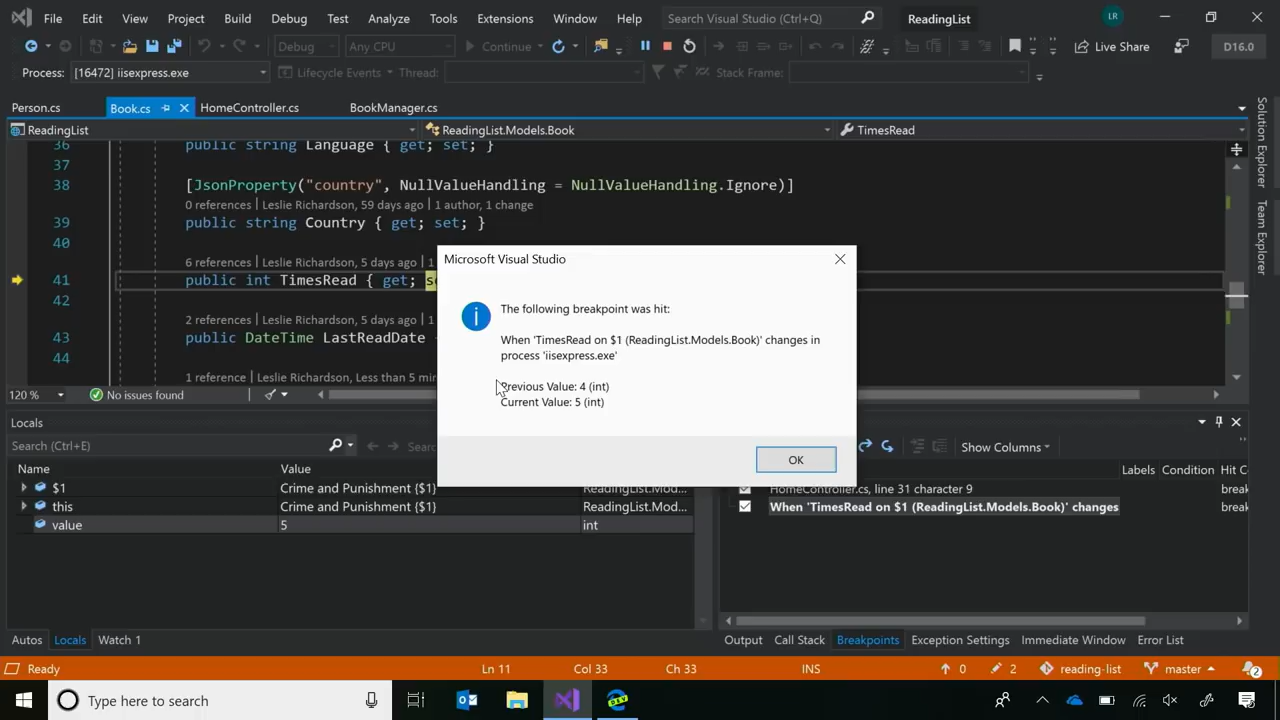 File Edit View Project Build Debug Test Analyze Tools Extensions Window Help Search Visual Studio (Ctrl+Q) ReadingList LR
Debug Any CPU Continue Live Share D16.0
Process: [16472] iisexpress.exe Lifecycle Events Thread: Stack Frame:
Person.cs Book.cs HomeController.cs BookManager.cs
ReadingList ReadingList.Models.Book TimesRead
36 public string Language { get; set; }
37
38 [JsonProperty("country", NullValueHandling = NullValueHandling.Ignore)]
0 references | Leslie Richardson, 59 days ago | 1 author, 1 change
39 public string Country { get; set; }
40
6 references | Leslie Richardson, 5 days ago | 1
41 public int TimesRead { get; s
42
2 references | Leslie Richardson, 5 days ago | 1
43 public DateTime LastReadDate
44
1 reference | Leslie Richardson, Less than 5 min
120 % No issues found
Microsoft Visual Studio
The following breakpoint was hit:
When 'TimesRead on $1 (ReadingList.Models.Book)' changes in
process 'iisexpress.exe'
Previous Value: 4 (int)
Current Value: 5 (int)
OK
Locals
Search (Ctrl+E) Searc
Name Value
$1 Crime and Punishment {$1} ReadingList.Mod...
this Crime and Punishment {$1} ReadingList.Mod...
value 5 int
Show Columns
Labels Condition Hit C
HomeController.cs, line 31 character 9 break
When 'TimesRead on $1 (ReadingList.Models.Book)' changes break
Autos Locals Watch 1
Output Call Stack Breakpoints Exception Settings Immediate Window Error List
Ready Ln 11 Col 33 Ch 33 INS 0 2 reading-list master 2
Type here to search DEV
Solution Explorer
Team Explorer